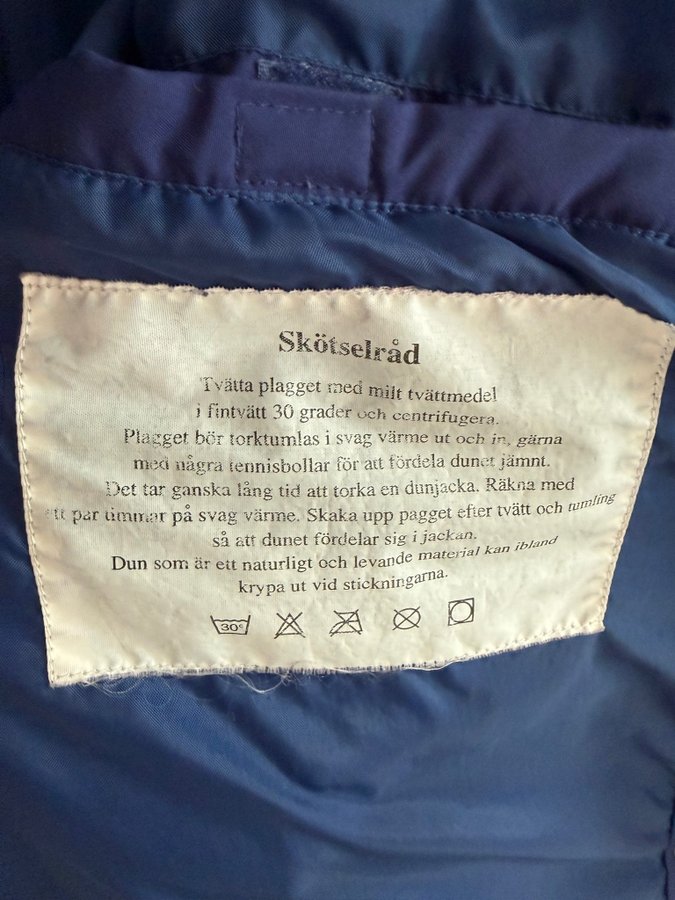 Skötselråd
Tvätta plagget med milt tvättmedel
i fintvätt 30 grader och centrifugera.
Plagget bör torktumlas i svag värme ut och in, gärna
med några tennisbollar för att fördela dunet jämnt.
Det tar ganska lång tid att torka en dunjacka. Räkna med
ett par timmar på svag värme. Skaka upp pagget efter tvätt och tumling
så att dunet fördelar sig i jackan.
Dun som är ett naturligt och levande material kan ibland
krypa ut vid stickningarna.
30°